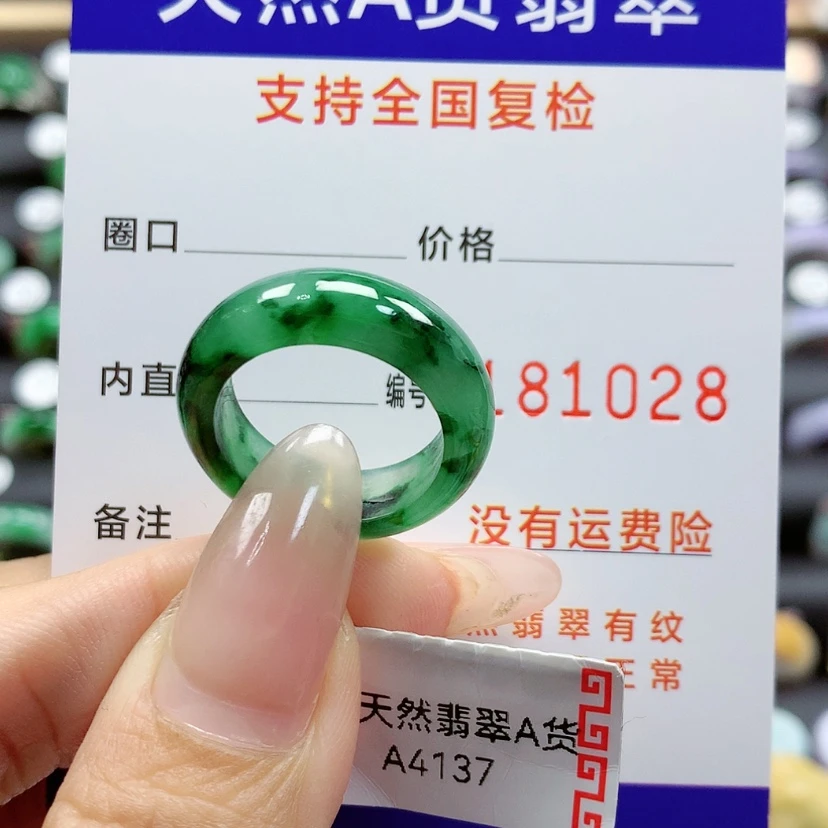 天然A货翡翠
支持全国复检
圈口 价格
内直 编号 181028
备注 没有运费险
然翡翠有纹
正常
天然翡翠A货
A4137